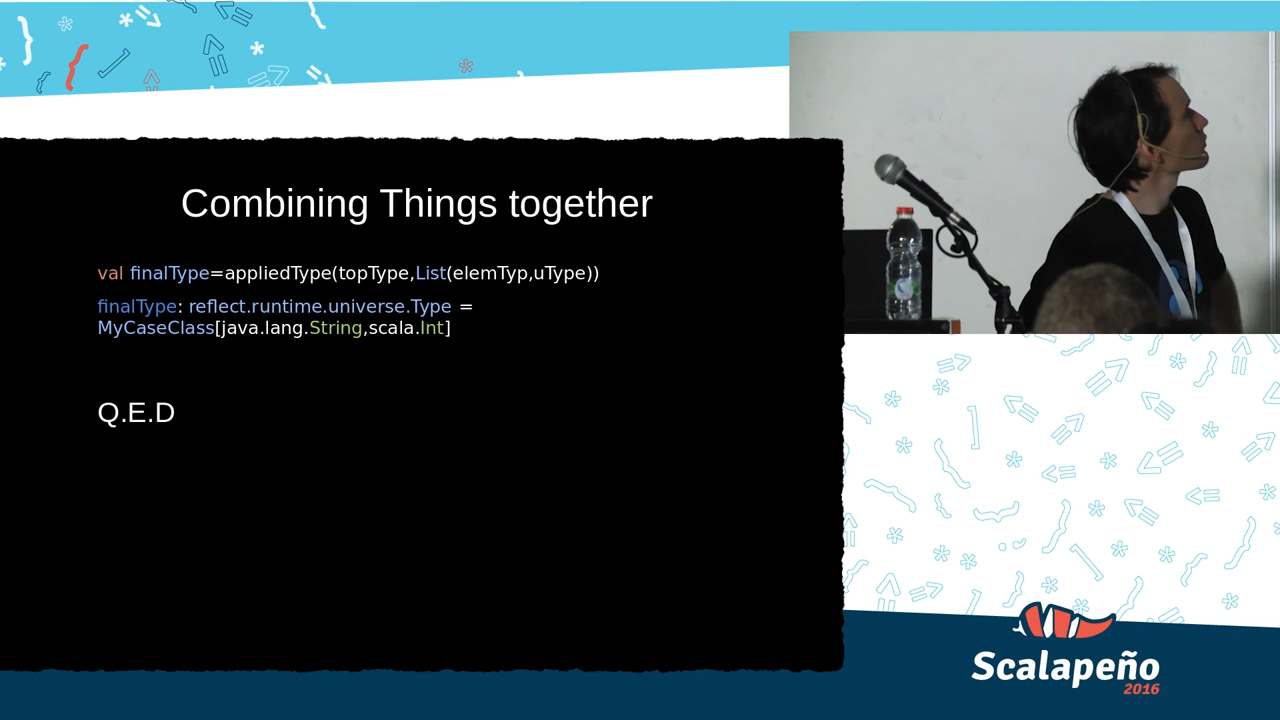 Combining Things together
val finalType=appliedType(topType,List(elemTyp,uType))
finalType: reflect.runtime.universe.Type =
MyCaseClass[java.lang.String,scala.Int]
Q.E.D
Scalapeño
2016